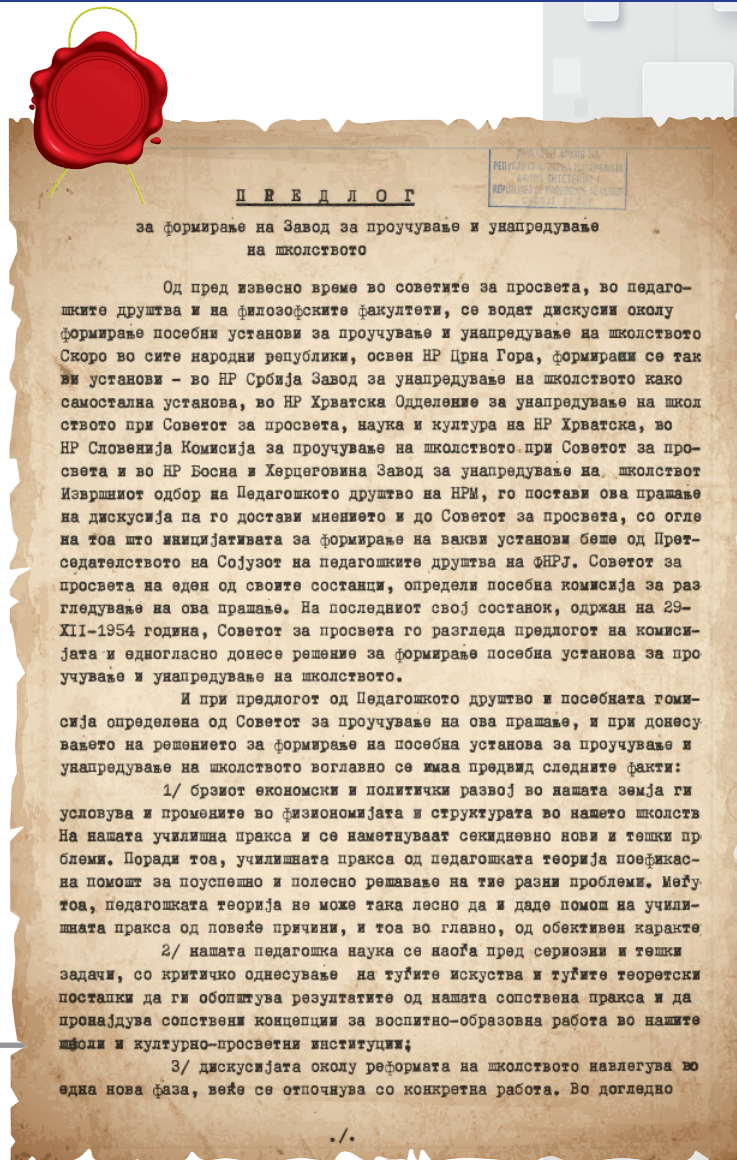 П Р Е Д Л О Г
за формирање на Завод за проучување и унапредување
на школството
Од пред извесно време во советите за просвета, во педаго-
шките друштва и на филозофските факултети, се водат дискусии околу
формирање посебни установи за проучување и унапредување на школството
Скоро во сите народни републики, освен НР Црна Гора, формирани се так
ви установи – во НР Србија Завод за унапредување на школството како
самостална установа, во НР Хрватска Одделение за унапредување на школ
ството при Советот за просвета, наука и култура на НР Хрватска, во
НР Словенија Комисија за проучување на школството при Советот за про-
света и во НР Босна и Херцеговина Завод за унапредување на школствот
Извршниот одбор на Педагошкото друштво на НРМ, го постави ова прашање
на дискусија па го достави мнението и до Советот за просвета, со огле
на тоа што иницијативата за формирање на вакви установи беше од Прет-
седателството на Сојузот на педагошките друштва на ФНРЈ. Советот за
просвета на еден од своите состанци, определи посебна комисија за раз
гледување на ова прашање. На последниот свој состанок, одржан на 29-
XII-1954 година, Советот за просвета го разгледа предлогот на комиси-
јата и едногласно донесе решение за формирање посебна установа за про
учување и унапредување на школството.
И при предлогот од Педагошкото друштво и посебната гоми-
сија определена од Советот за проучување на ова прашање, и при донесу
вањето на решението за формирање на посебна установа за проучување и
унапредување на школството воглавно се имаа предвид следните факти:
1/ брзиот економски и политички развој во нашата земја ги
условува и промените во физиономијата и структурата во нашето школств
На нашата училишна пракса и се наметнуваат секидневно нови и тешки пр
блеми. Поради тоа, училишната пракса од педагошката теорија поефикас-
на помошт за поуспешно и полесно решавање на тие разни проблеми. Меѓу
тоа, педагошката теорија не може така лесно да и даде помош на учили-
шната пракса од повеќе причини, и тоа во главно, од обективен каракте
2/ нашата педагошка наука се наоѓа пред сериозни и тешки
задачи, со критичко однесување на туѓите искуства и туѓите теоретски
постапки да ги обопштува резултатите од нашата сопствена пракса и да
пронајдува сопствени концепции за воспитно-образовна работа во нашите
школи и културно-просветни институции;
3/ дискусијата околу реформата на школството навлегува во
една нова фаза, веќе се отпочнува со конкретна работа. Во догледно
./.